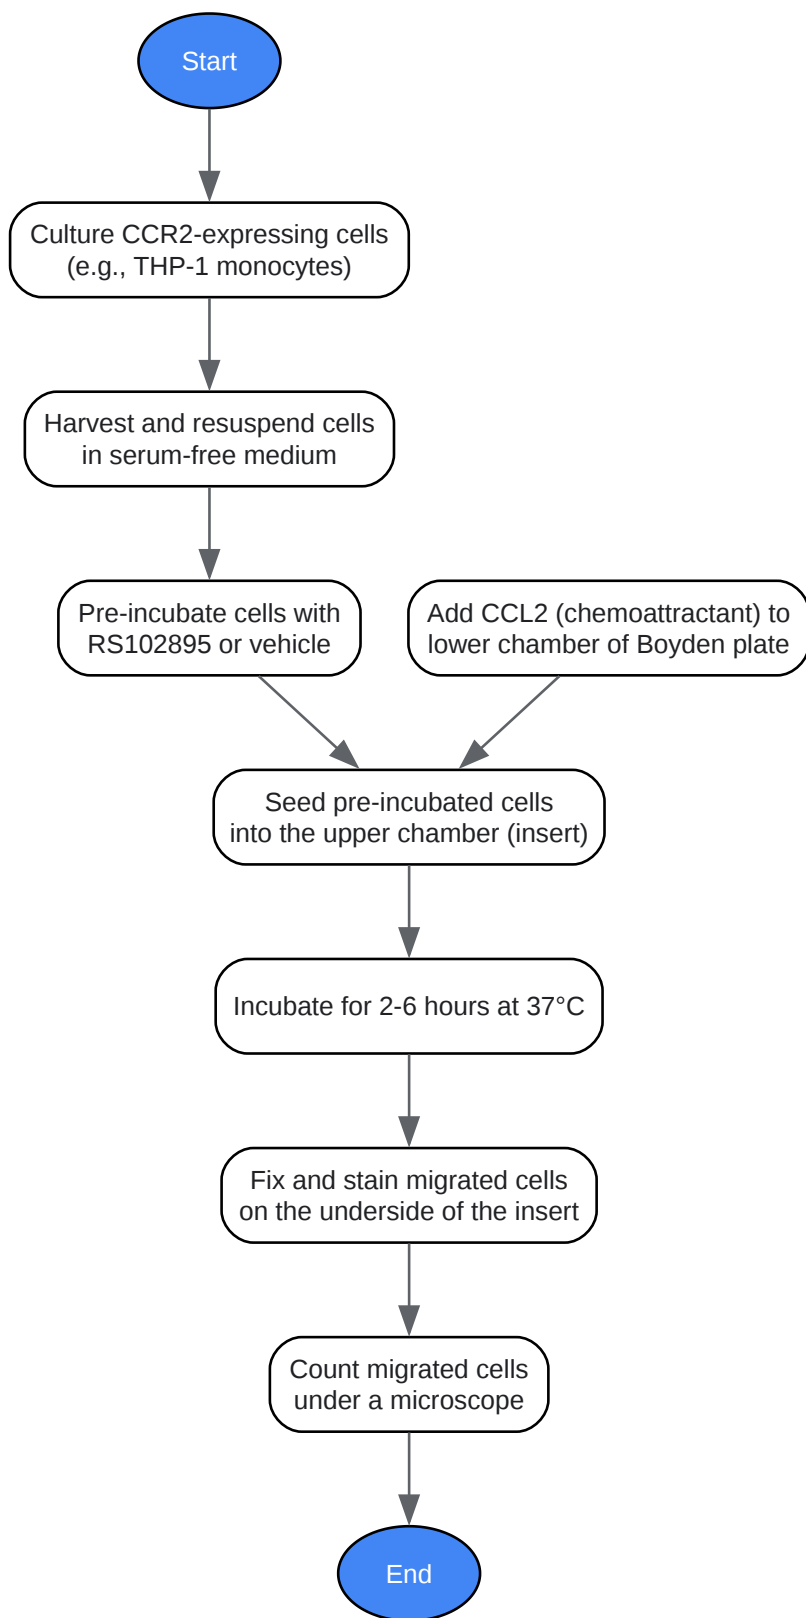 Start
Culture CCR2-expressing cells
(e.g., THP-1 monocytes)
Harvest and resuspend cells
in serum-free medium
Pre-incubate cells with
RS102895 or vehicle
Add CCL2 (chemoattractant) to
lower chamber of Boyden plate
Seed pre-incubated cells
into the upper chamber (insert)
Incubate for 2-6 hours at 37°C
Fix and stain migrated cells
on the underside of the insert
Count migrated cells
under a microscope
End